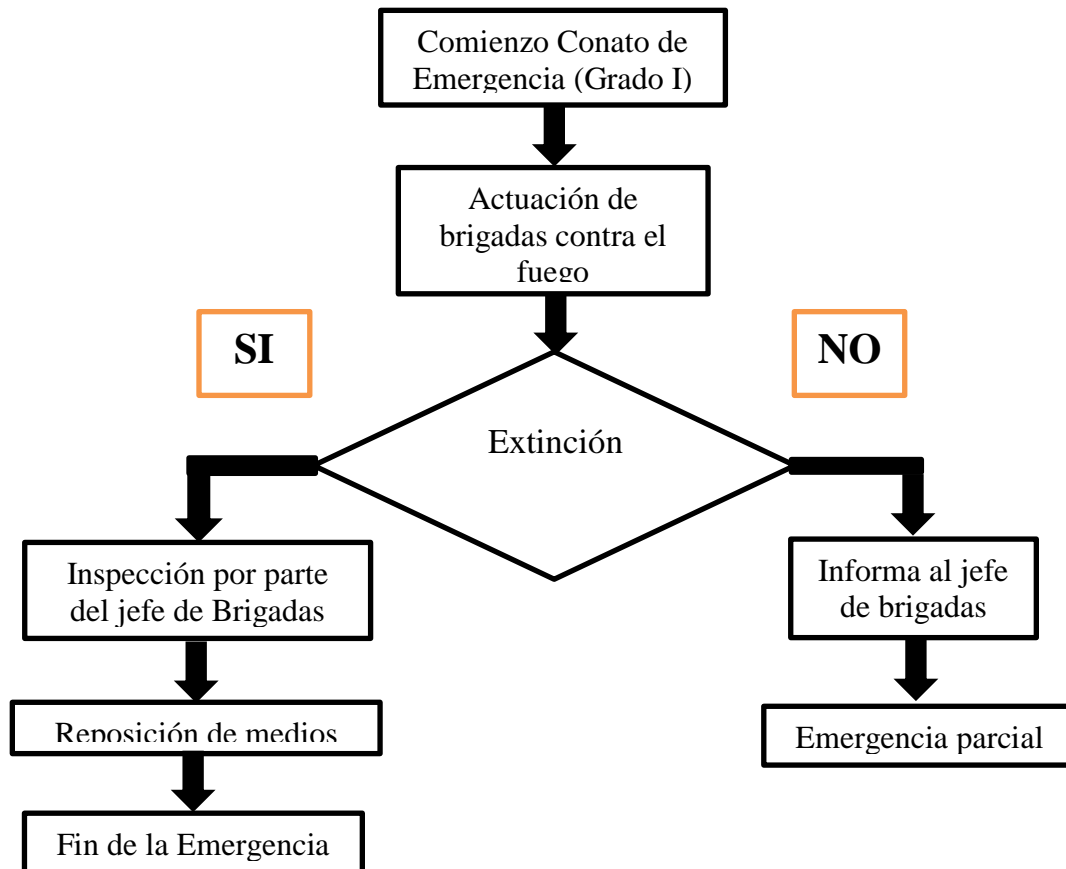 Comienzo Conato de
Emergencia (Grado I)
Actuación de
brigadas contra el
fuego
SI
NO
Extinción
Inspección por parte
del jefe de Brigadas
Informa al jefe
de brigadas
Reposición de medios
Emergencia parcial
Fin de la Emergencia